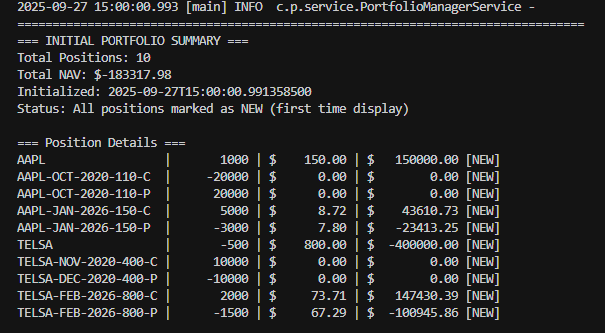 2025-09-27 15:00:00.993 [main] INFO  c.p.service.PortfolioManagerService -
================================================================================
=== INITIAL PORTFOLIO SUMMARY ===
Total Positions: 10
Total NAV: $-183317.98
Initialized: 2025-09-27T15:00:00.991358500
Status: All positions marked as NEW (first time display)
=== Position Details ===
AAPL                 |       1000 | $     150.00 | $   150000.00 [NEW]
AAPL-OCT-2020-110-C  |     -20000 | $       0.00 | $        0.00 [NEW]
AAPL-OCT-2020-110-P  |      20000 | $       0.00 | $        0.00 [NEW]
AAPL-JAN-2026-150-C  |       5000 | $       8.72 | $    43610.73 [NEW]
AAPL-JAN-2026-150-P  |      -3000 | $       7.80 | $   -23413.25 [NEW]
TELSA                |       -500 | $     800.00 | $  -400000.00 [NEW]
TELSA-NOV-2020-400-C |      10000 | $       0.00 | $        0.00 [NEW]
TELSA-DEC-2020-400-P |     -10000 | $       0.00 | $        0.00 [NEW]
TELSA-FEB-2026-800-C |       2000 | $      73.71 | $   147430.39 [NEW]
TELSA-FEB-2026-800-P |      -1500 | $      67.29 | $  -100945.86 [NEW]